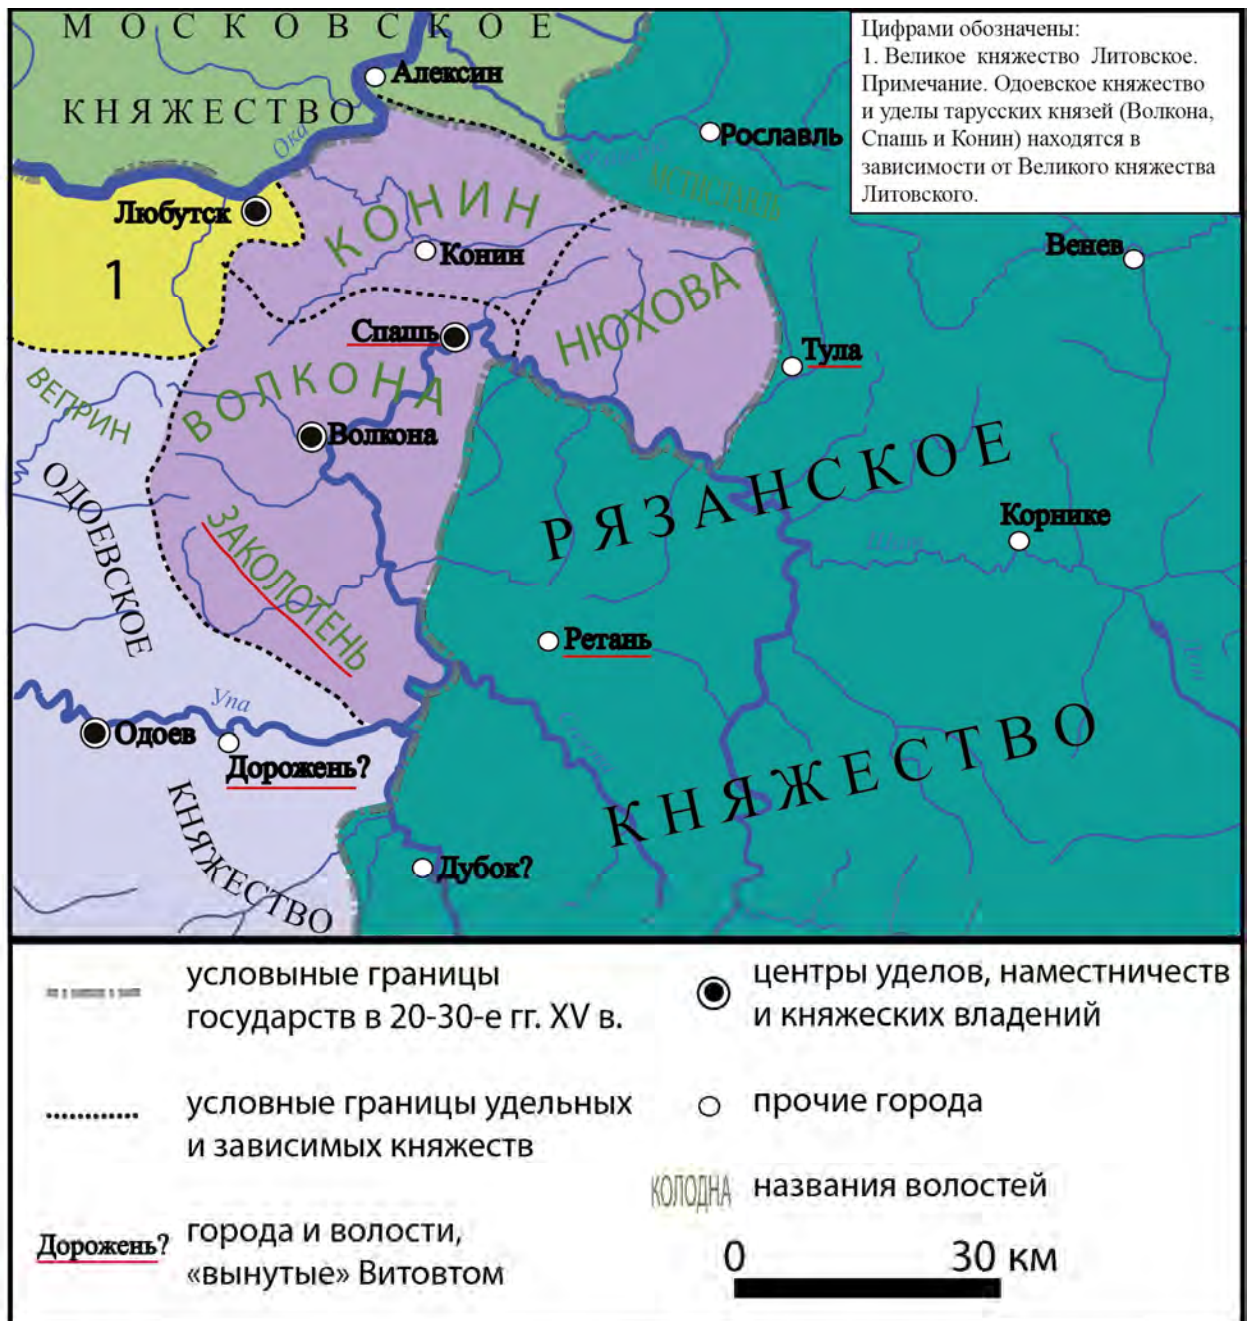 МОСКОВСКОЕ
КНЯЖЕСТВО
Цифрами обозначены:
1. Великое княжество Литовское.
Примечание. Одоевское княжество
и уделы тарусских князей (Волкона,
Спашь и Конин) находятся в
зависимости от Великого княжества
Литовского.
Алексин
Ока
Рославль
МСТИСЛАВЛЬ
Любутск
КОНИН
Конин
Венев
1
НЮХОВА
Спашь
Тула
ВЕПРИН
ВОЛКОНА
Волкона
ОДОЕВСКОЕ
РЯЗАНСКОЕ
Корнике
ЗАКОЛОТЕНЬ
Ретань
Упа
Одоев
Дорожень?
КНЯЖЕСТВО
КНЯЖЕСТВО
Дубок?
условыные границы
государств в 20-30-е гг. XV в.
условные границы удельных
и зависимых княжеств
Дорожень?
города и волости,
«вынутые» Витовтом
центры уделов, наместничеств
и княжеских владений
прочие города
КОЛОДНА
названия волостей
0 30 км